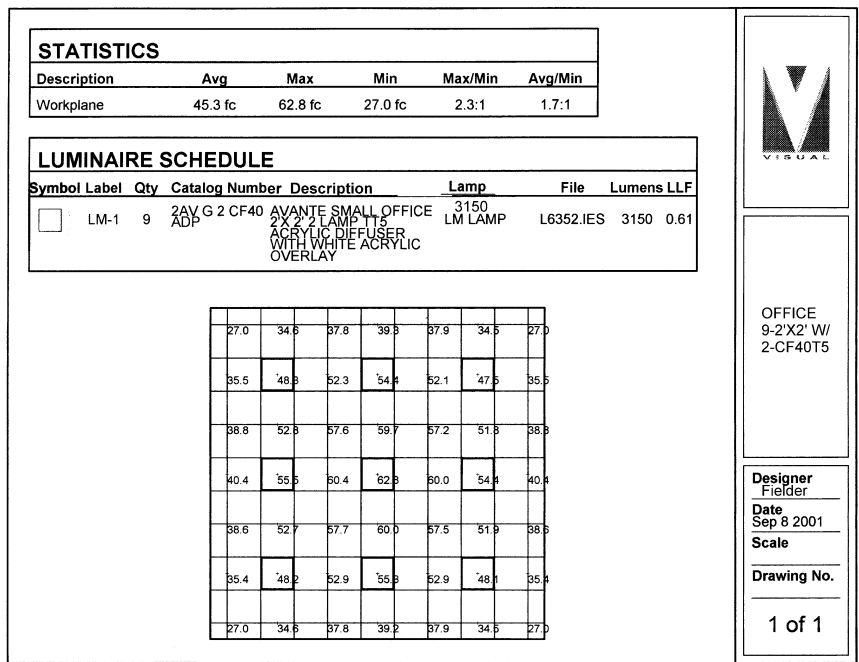 STATISTICS
Description Avg Max Min Max/Min Avg/Min
Workplane 45.3 fc 62.8 fc 27.0 fc 2.3:1 1.7:1
LUMINAIRE SCHEDULE
Symbol Label Qty Catalog Number Description Lamp File Lumens LLF
LM-1 9 2AV G 2 CF40 ADP AVANTE SMALL OFFICE 2'X 2' 2 LAMP TT5 ACRYLIC DIFFUSER WITH WHITE ACRYLIC OVERLAY 3150 LM LAMP L6352.IES 3150 0.61
27.0 34.6 37.8 39.3 37.9 34.5 27.0
35.5 48.3 52.3 54.4 52.1 47.5 35.5
38.8 52.8 57.6 59.7 57.2 51.8 38.8
40.4 55.5 60.4 62.8 60.0 54.4 40.4
38.6 52.7 57.7 60.0 57.5 51.9 38.6
35.4 48.2 52.9 55.3 52.9 48.1 35.4
27.0 34.6 37.8 39.2 37.9 34.5 27.0
VISUAL
OFFICE
9-2'X2' W/
2-CF40T5
Designer
Fielder
Date
Sep 8 2001
Scale
Drawing No.
1 of 1